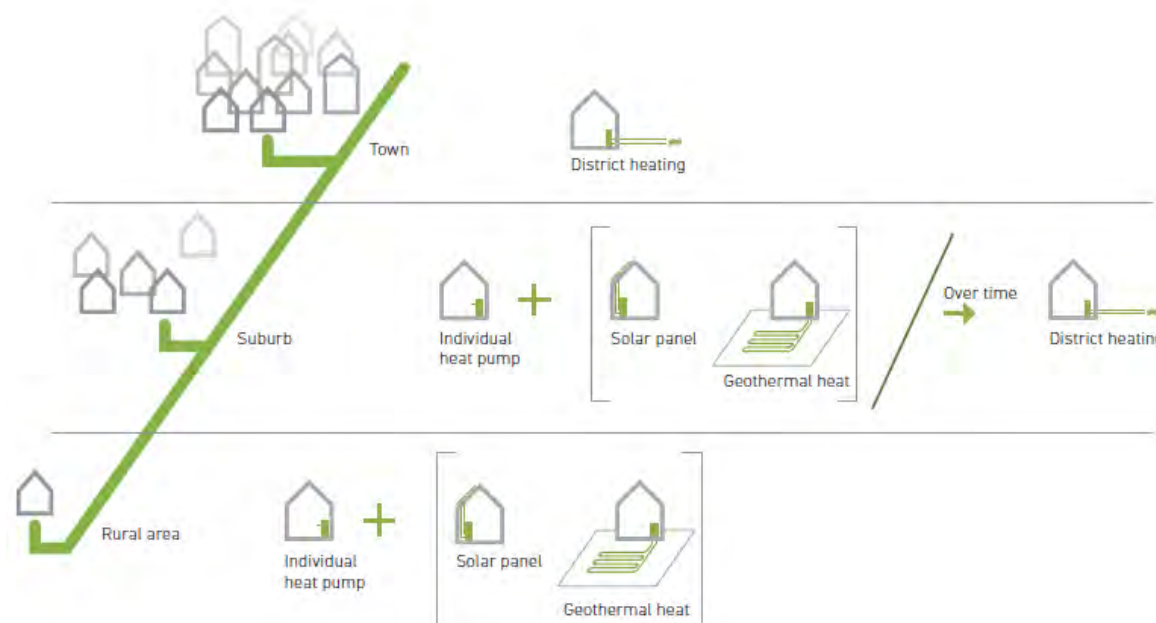 Town
District heating
Suburb
Individual
heat pump
Solar panel
Geothermal heat
Over time
District heating
Rural area
Individual
heat pump
Solar panel
Geothermal heat